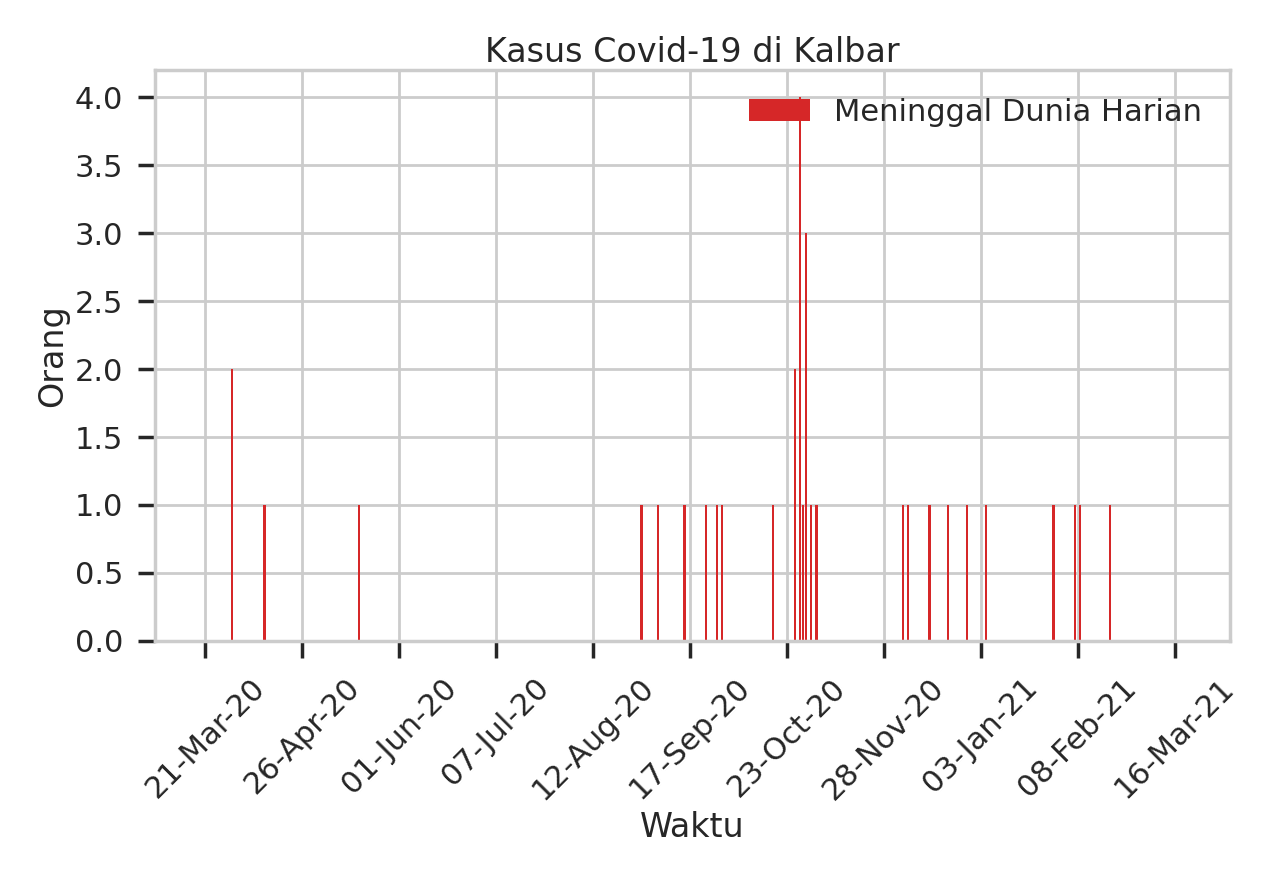 Kasus Covid-19 di Kalbar
Meninggal Dunia Harian
Orang
4.0
3.5
3.0
2.5
2.0
1.5
1.0
0.5
0.0
21-Mar-20
26-Apr-20
01-Jun-20
07-Jul-20
12-Aug-20
17-Sep-20
23-Oct-20
28-Nov-20
03-Jan-21
08-Feb-21
16-Mar-21
Waktu